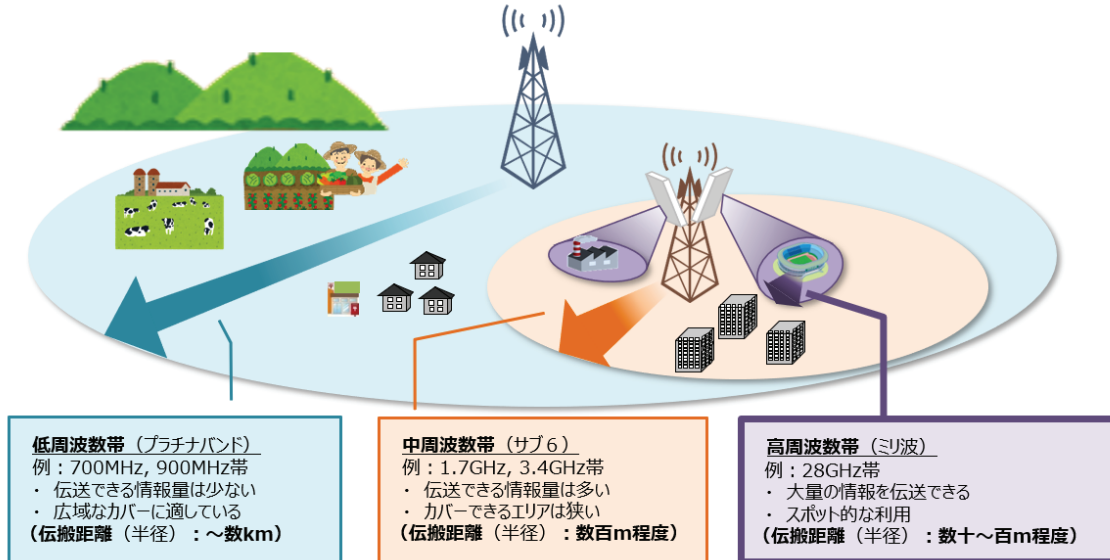 低周波数帯（プラチナバンド）
例：700MHz, 900MHz帯
・ 伝送できる情報量は少ない
・ 広域なカバーに適している
（伝搬距離（半径）：～数km）
中周波数帯（サブ６）
例：1.7GHz, 3.4GHz帯
・ 伝送できる情報量は多い
・ カバーできるエリアは狭い
（伝搬距離（半径）：数百m程度）
高周波数帯（ミリ波）
例：28GHz帯
・ 大量の情報を伝送できる
・ スポット的な利用
（伝搬距離（半径）：数十～百m程度）